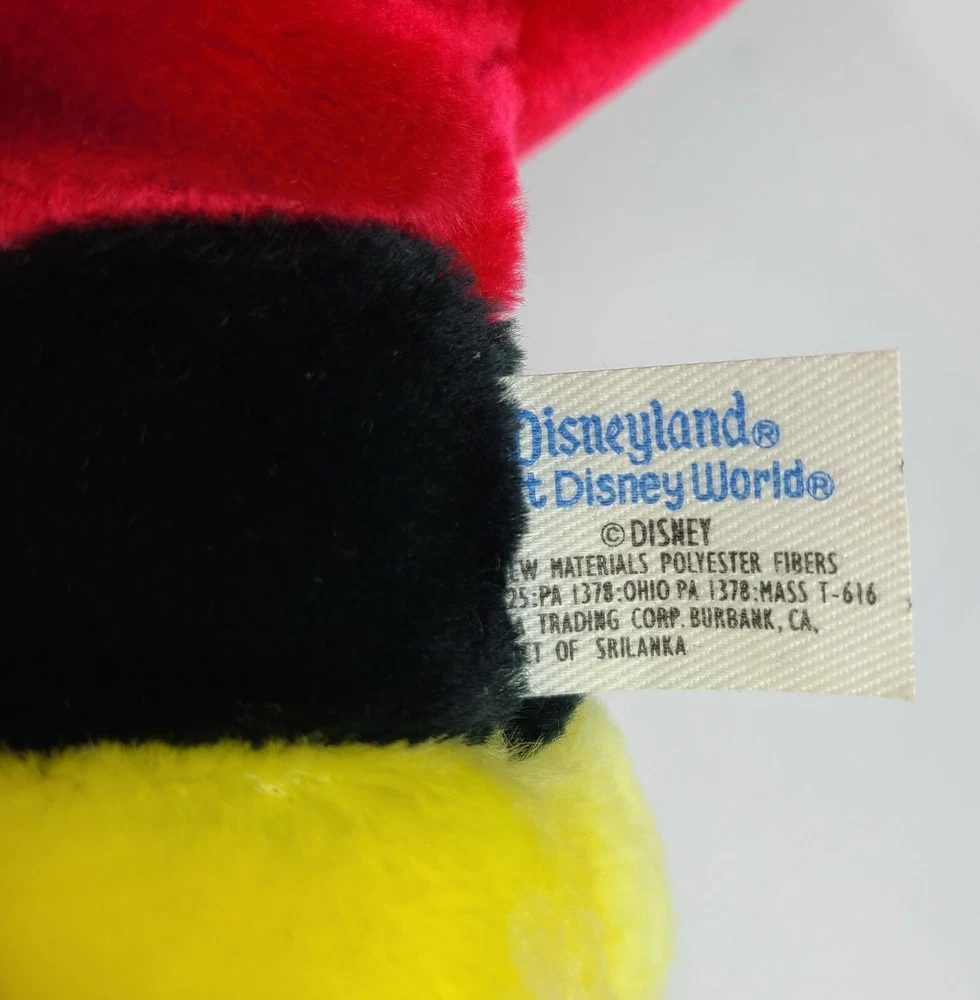 Disneyland®
t Disney World®
© DISNEY
EW MATERIALS POLYESTER FIBERS
25:PA 1378:OHIO PA 1378:MASS T-616
A TRADING CORP. BURBANK, CA,
CT OF SRILANKA